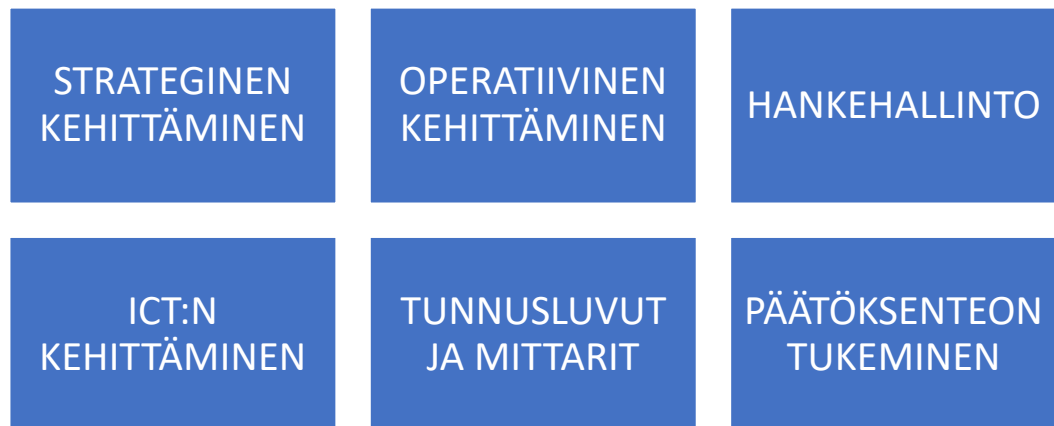 STRATEGINEN
KEHITTÄMINEN
OPERATIIVINEN
KEHITTÄMINEN
HANKEHALLINTO
ICT:N
KEHITTÄMINEN
TUNNUSLUVUT
JA MITTARIT
PÄÄTÖKSENTEON
TUKEMINEN